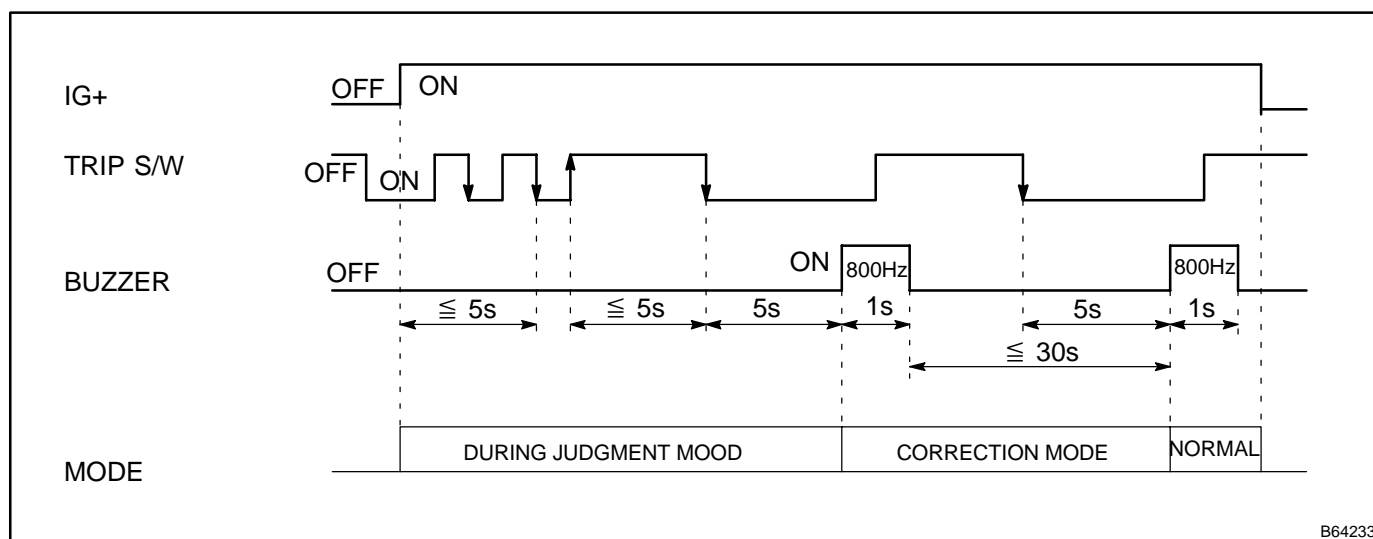 IG+
OFF
ON
TRIP S/W
OFF
ON
BUZZER
OFF
ON
800Hz
800Hz
≦ 5s
≦ 5s
5s
1s
5s
1s
≦ 30s
MODE
DURING JUDGMENT MOOD
CORRECTION MODE
NORMAL
B64233